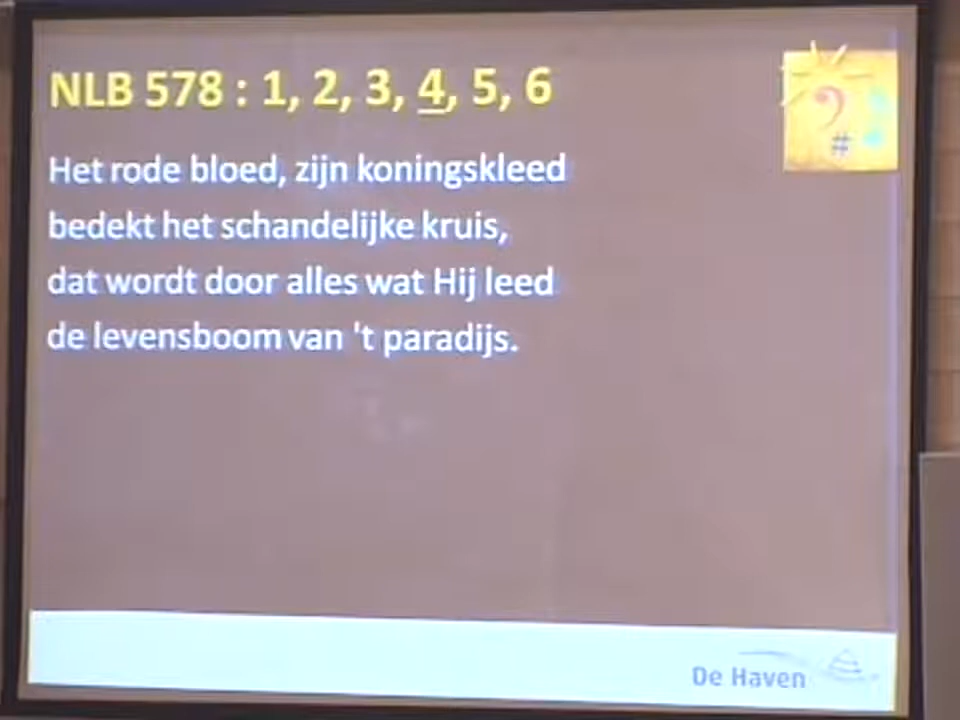 NLB 578 : 1, 2, 3, 4, 5, 6
Het rode bloed, zijn koningskleed
bedekt het schandelijke kruis,
dat wordt door alles wat Hij leed
de levensboom van 't paradijs.
#
De Haven